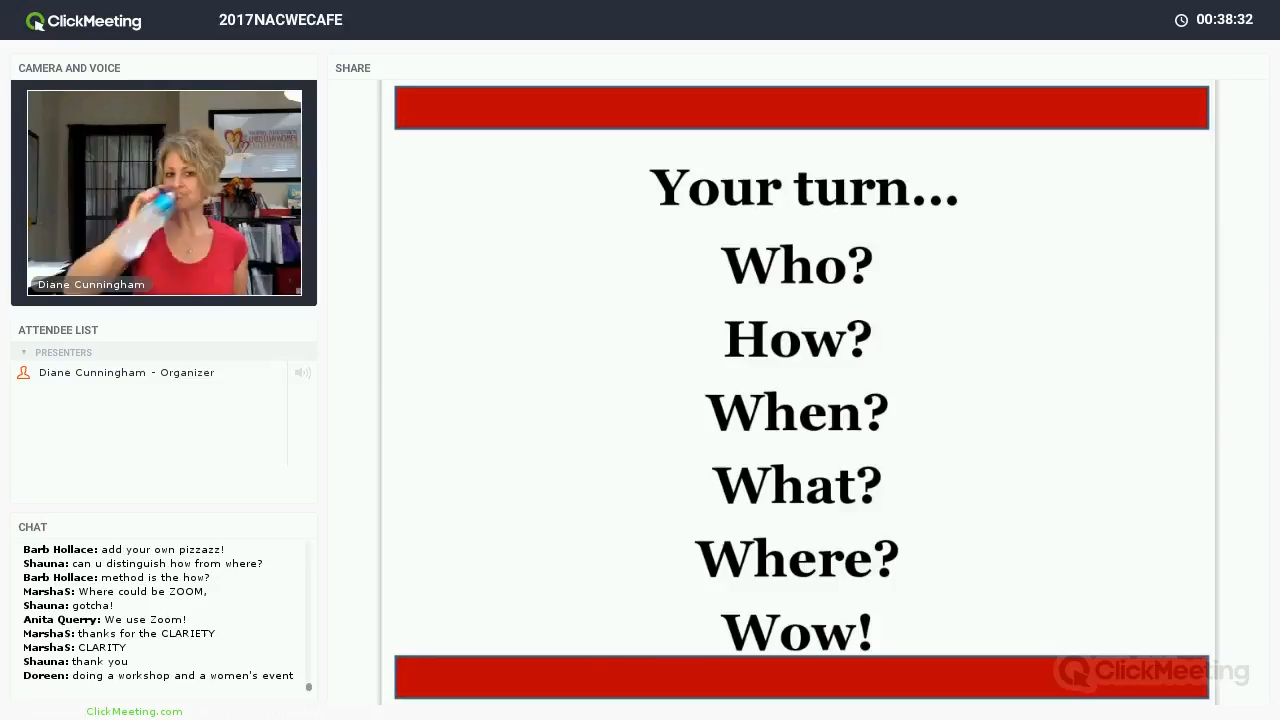 ClickMeeting
2017NACWECAFE
00:38:32
CAMERA AND VOICE
Diane Cunningham
ATTENDEE LIST
PRESENTERS
Diane Cunningham - Organizer
CHAT
Barb Hollace: add your own pizzazz!
Shauna: can u distinguish how from where?
Barb Hollace: method is the how?
MarshaS: Where could be ZOOM,
Shauna: gotcha!
Anita Querry: We use Zoom!
MarshaS: thanks for the CLARIETY
MarshaS: CLARITY
Shauna: thank you
Doreen: doing a workshop and a women's event
ClickMeeting.com
SHARE
Your turn...
Who?
How?
When?
What?
Where?
Wow!
ClickMeeting